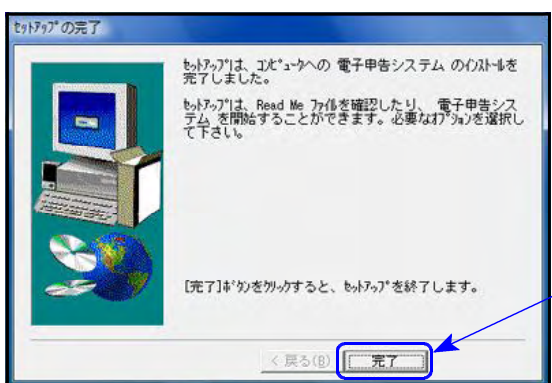 ｾｯﾄｱｯﾌﾟの完了
ｾｯﾄｱｯﾌﾟは、ｺﾝﾋﾟｭｰﾀへの 電子申告システム のｲﾝｽﾄｰﾙを
完了しました。
ｾｯﾄｱｯﾌﾟは、Read Me ﾌｧｲﾙを確認したり、 電子申告シス
テム を開始することができます。必要なｵﾌﾟｼｮﾝを選択し
て下さい。
[完了]ﾎﾞﾀﾝをｸﾘｯｸすると、ｾｯﾄｱｯﾌﾟを終了します。
< 戻る(B) 完了